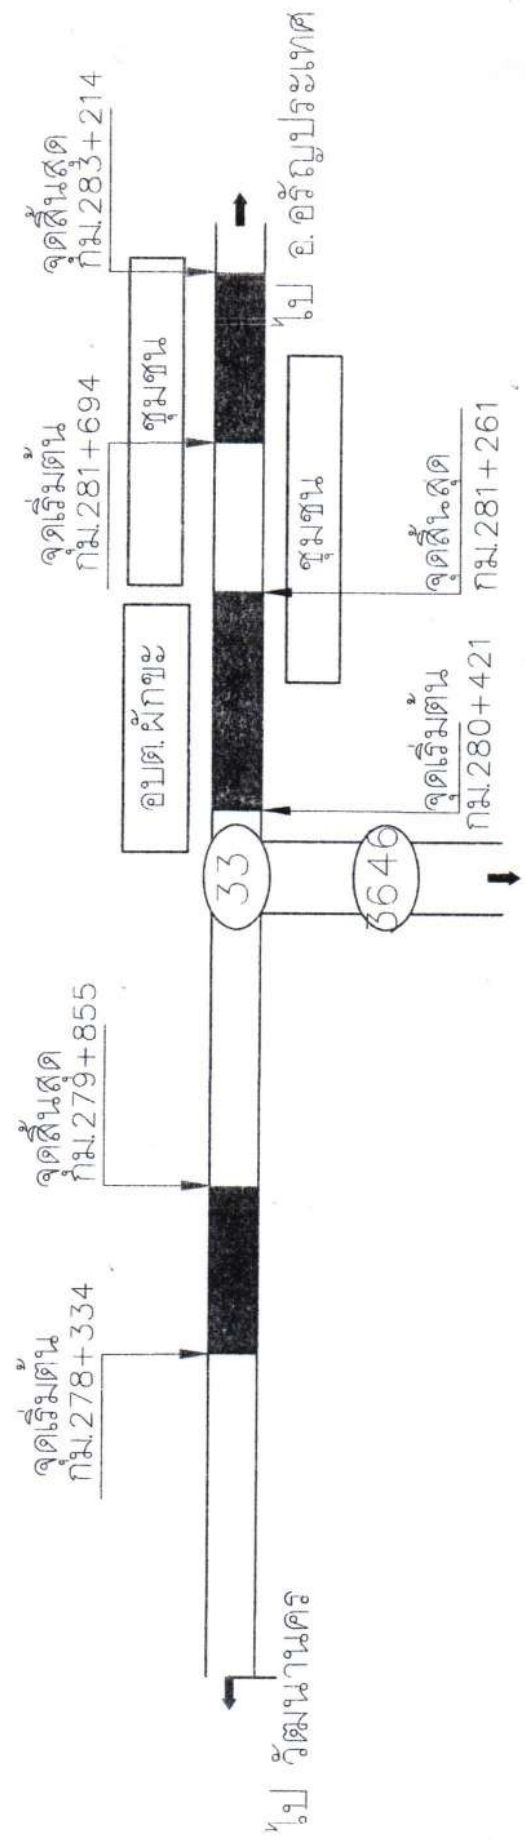 จุดเริ่มต้น
กม.278+334
จุดสิ้นสุด
กม.279+855
จุดเริ่มต้น
กม.281+694
จุดสิ้นสุด
กม.283+214
อบต.ผักขะ
ชุมชน
33
ไป วัฒนานคร
ไป อ.อรัญประเทศ
ชุมชน
3646
จุดเริ่มต้น
กม.280+421
จุดสิ้นสุด
กม.281+261